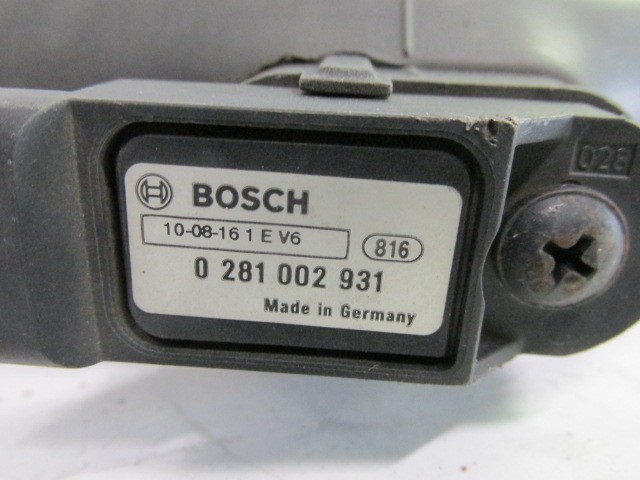 BOSCH
10-08-16 1 E V6
816
0 281 002 931
Made in Germany
028